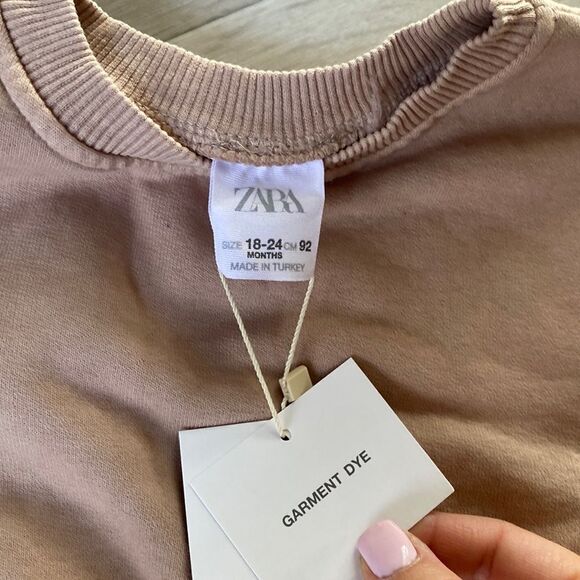 ZARA
SIZE 18-24 CM 92
MONTHS
MADE IN TURKEY
GARMENT DYE